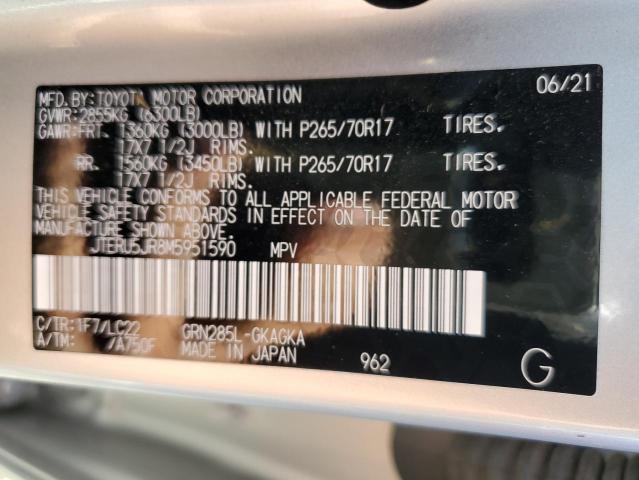 MFD.BY:TOYOTA MOTOR CORPORATION 06/21
GVWR:2855KG (6300LB)
GAWR:FRT. 1360KG (3000LB) WITH P265/70R17 TIRES.
17X7 1/2J RIMS.
RR. 1560KG (3450LB) WITH P265/70R17 TIRES.
17X7 1/2J RIMS.
THIS VEHICLE CONFORMS TO ALL APPLICABLE FEDERAL MOTOR
VEHICLE SAFETY STANDARDS IN EFFECT ON THE DATE OF
MANUFACTURE SHOWN ABOVE.
JTERU5JR8M5951590 MPV
C/TR:1F7/LC22 GRN285L-GKAGKA
A/TM: /A750F MADE IN JAPAN 962
G